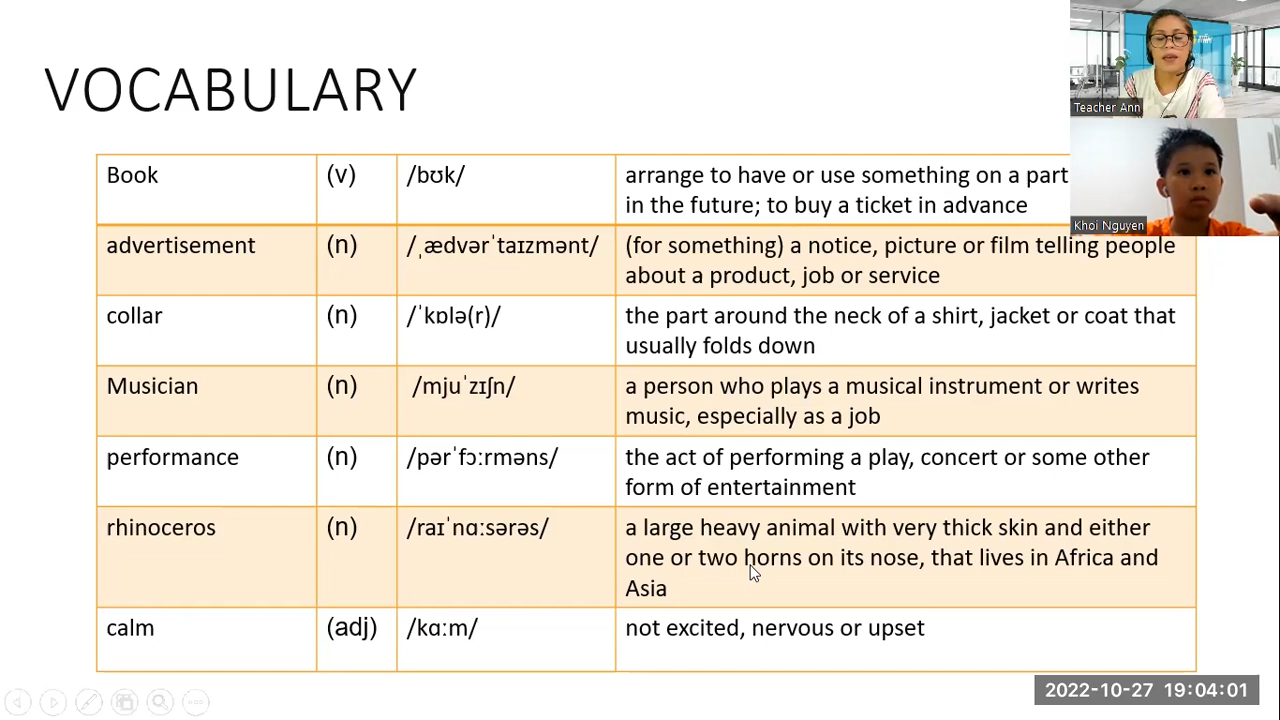 VOCABULARY
Teacher Ann
Khoi Nguyen
Book (v) /bʊk/ arrange to have or use something on a part
in the future; to buy a ticket in advance
advertisement (n) /ˌædvərˈtaɪzmənt/ (for something) a notice, picture or film telling people
about a product, job or service
collar (n) /ˈkɒlə(r)/ the part around the neck of a shirt, jacket or coat that
usually folds down
Musician (n) /mjuˈzɪʃn/ a person who plays a musical instrument or writes
music, especially as a job
performance (n) /pərˈfɔːrməns/ the act of performing a play, concert or some other
form of entertainment
rhinoceros (n) /raɪˈnɑːsərəs/ a large heavy animal with very thick skin and either
one or two horns on its nose, that lives in Africa and
Asia
calm (adj) /kɑːm/ not excited, nervous or upset
2022-10-27 19:04:01